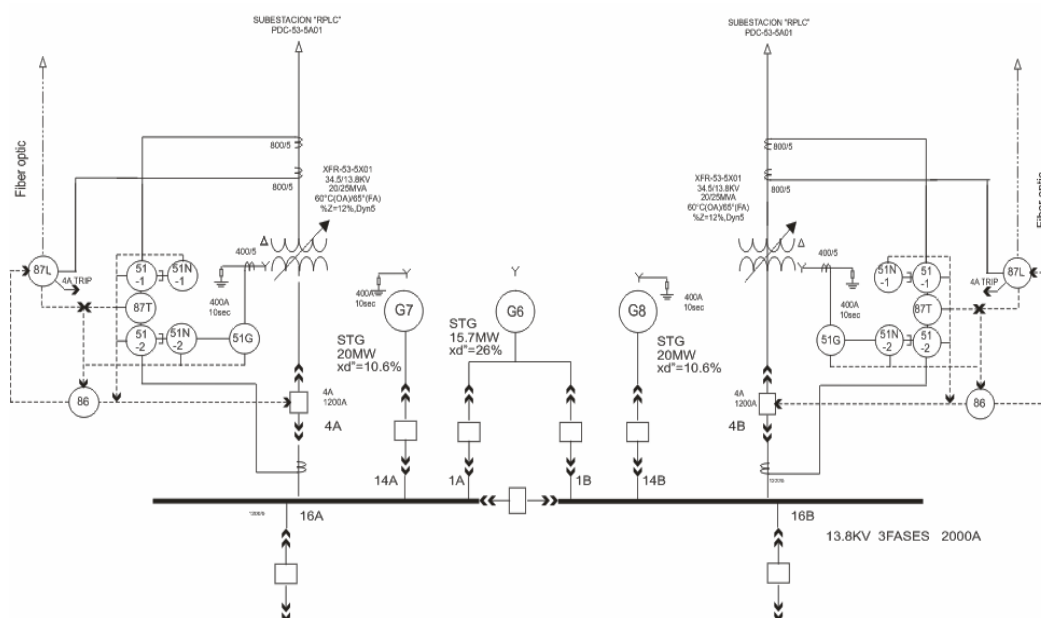 SUBESTACION "RPLC"
PDC-53-5A01
SUBESTACION "RPLC"
PDC-53-5A01
Fiber optic
800/5
800/5
XFR-53-5X01
34.5/13.8KV
20/25MVA
60°C(OA)/65°(FA)
%Z=12%,Dyn5
800/5
800/5
XFR-53-5X01
34.5/13.8KV
20/25MVA
60°C(OA)/65°(FA)
%Z=12%,Dyn5
Fiber optic
87L
4A TRIP
51
-1
51N
-1
400/5
400A
10sec
87T
51
-2
51N
-2
51G
86
4A
1200A
4A
400A
10sec
G7
STG
20MW
xd"=10.6%
G6
STG
15.7MW
xd"=26%
400A
10sec
G8
STG
20MW
xd"=10.6%
400/5
400A
10sec
51N
-1
51
-1
87L
4A TRIP
87T
51G
51N
-2
51
-2
86
4A
1200A
4B
14A
1A
1B
14B
16A
16B
13.8KV 3FASES 2000A